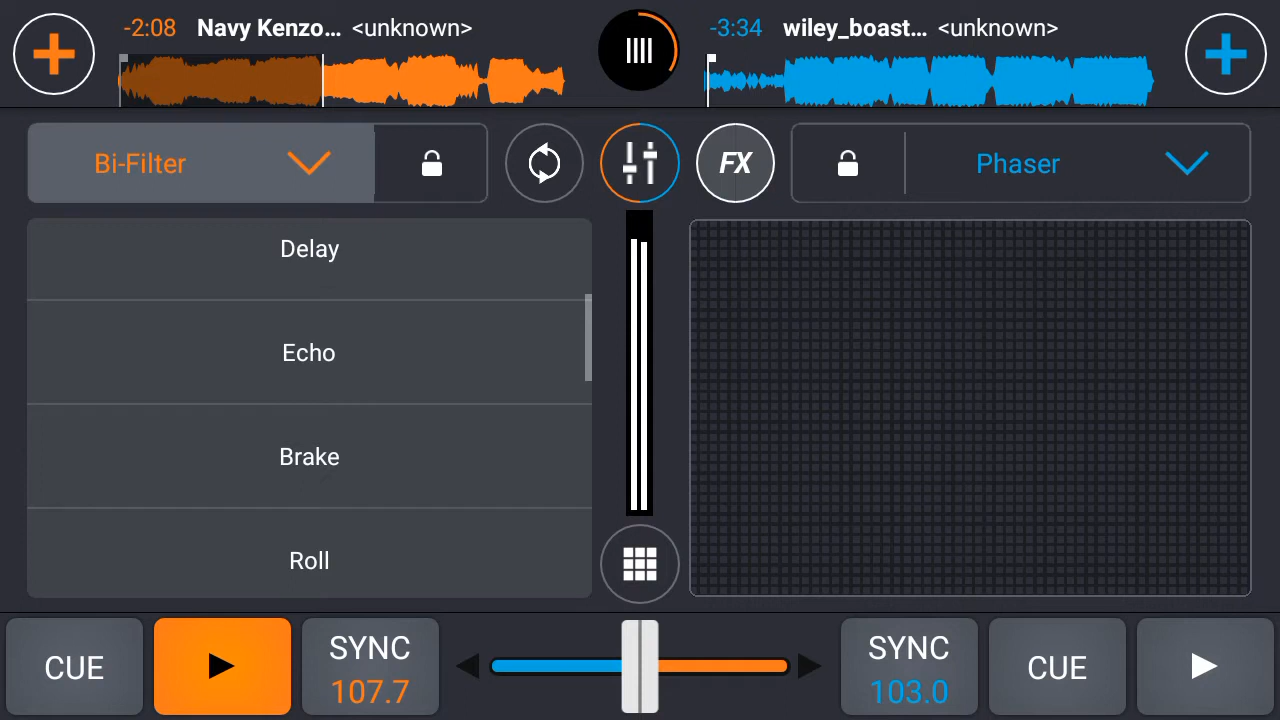 -2:08 Navy Kenzo... <unknown>
-3:34 wiley_boast... <unknown>
Bi-Filter
FX
Phaser
Delay
Echo
Brake
Roll
CUE
SYNC
107.7
SYNC
103.0
CUE